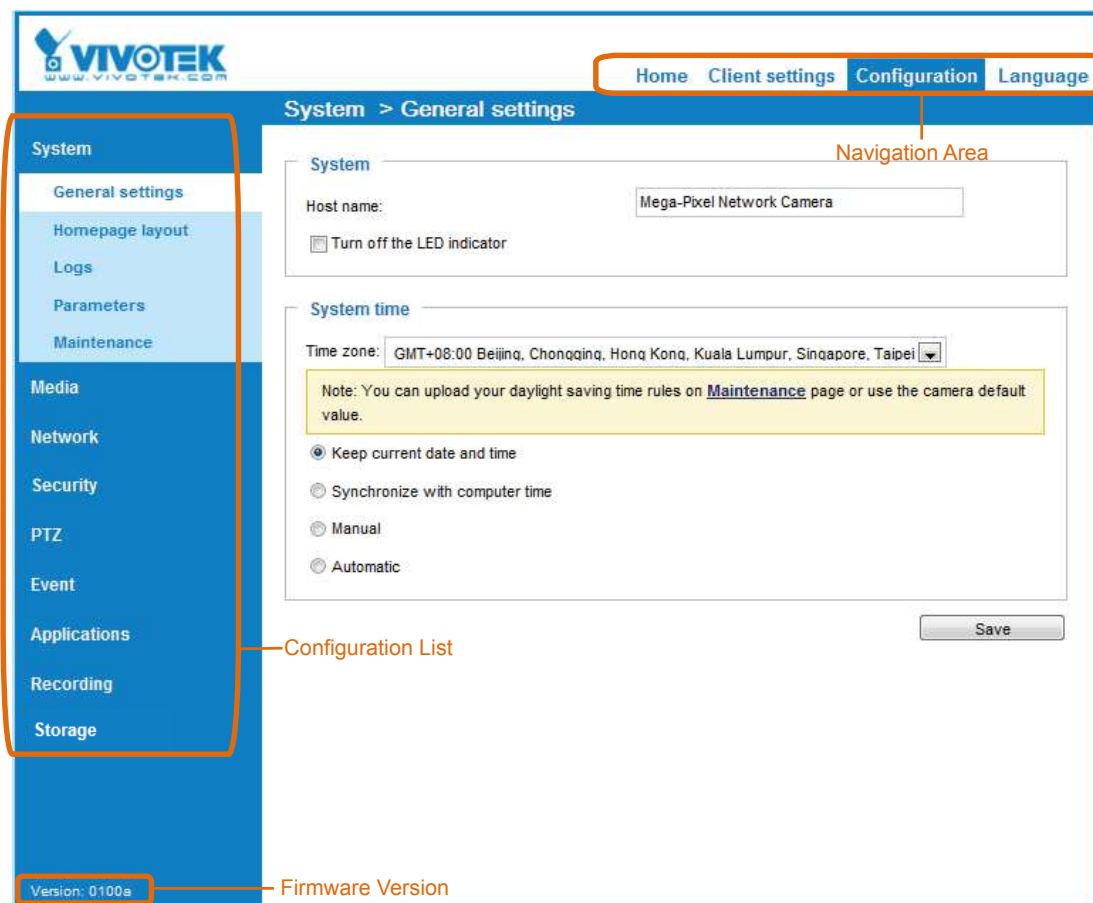 VIVOTEK
www.vivotek.com
Home Client settings Configuration Language
System > General settings
Navigation Area
System
General settings
Homepage layout
Logs
Parameters
Maintenance
Media
Network
Security
PTZ
Event
Applications
Recording
Storage
Version: 0100a
System
Host name: Mega-Pixel Network Camera
Turn off the LED indicator
System time
Time zone: GMT+08:00 Beijing, Chongqing, Hong Kong, Kuala Lumpur, Singapore, Taipei
Note: You can upload your daylight saving time rules on Maintenance page or use the camera default
value.
Keep current date and time
Synchronize with computer time
Manual
Automatic
Save
Configuration List
Firmware Version